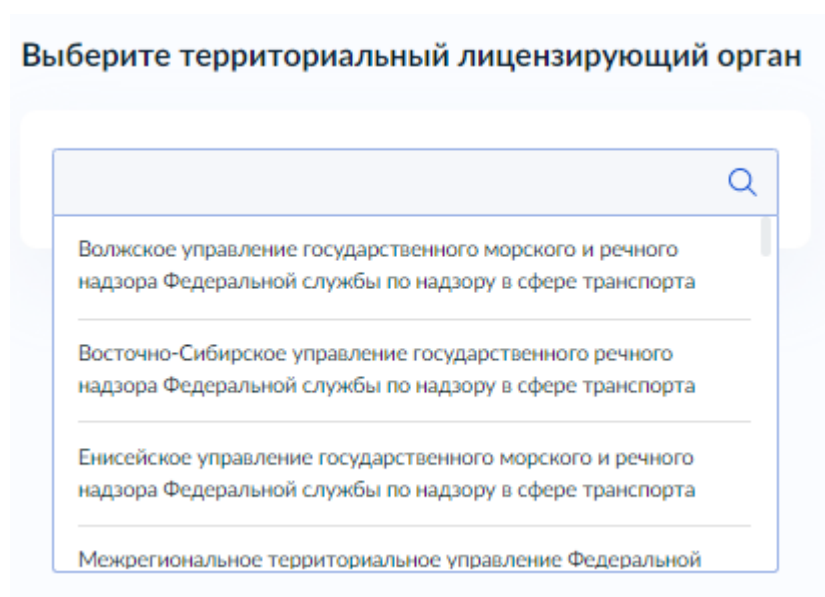 Выберите территориальный лицензирующий орган
Волжское управление государственного морского и речного
надзора Федеральной службы по надзору в сфере транспорта
Восточно-Сибирское управление государственного речного
надзора Федеральной службы по надзору в сфере транспорта
Енисейское управление государственного морского и речного
надзора Федеральной службы по надзору в сфере транспорта
Межрегиональное территориальное управление Федеральной